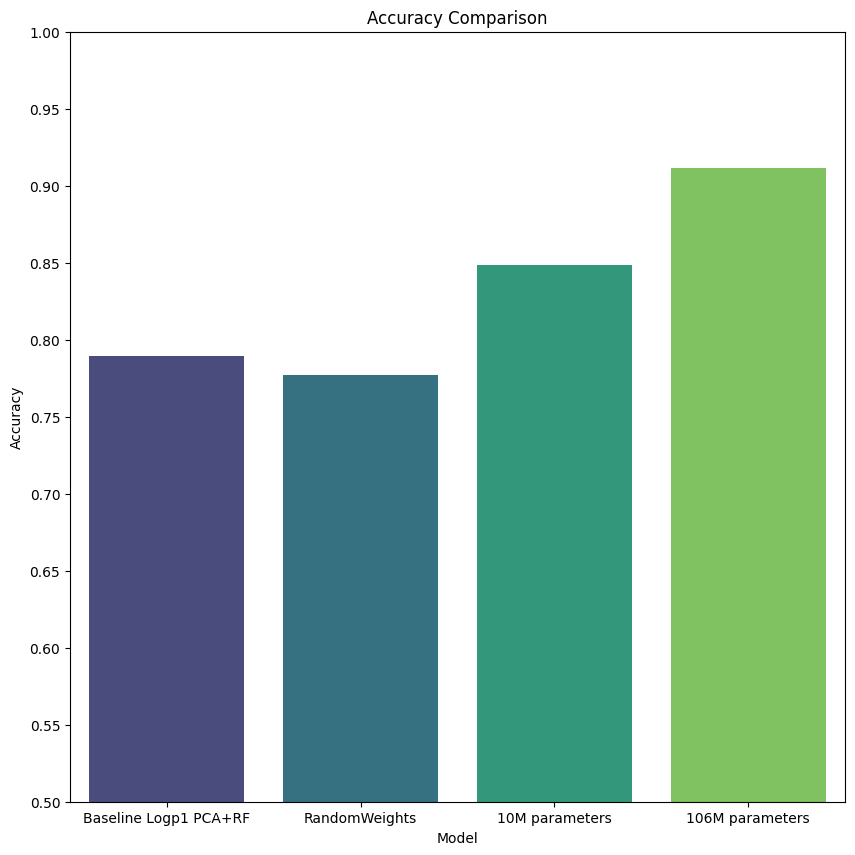 Accuracy Comparison
1.00
0.95
0.90
0.85
0.80
0.75
0.70
0.65
0.60
0.55
0.50
Accuracy
Baseline Logp1 PCA+RF
RandomWeights
10M parameters
106M parameters
Model